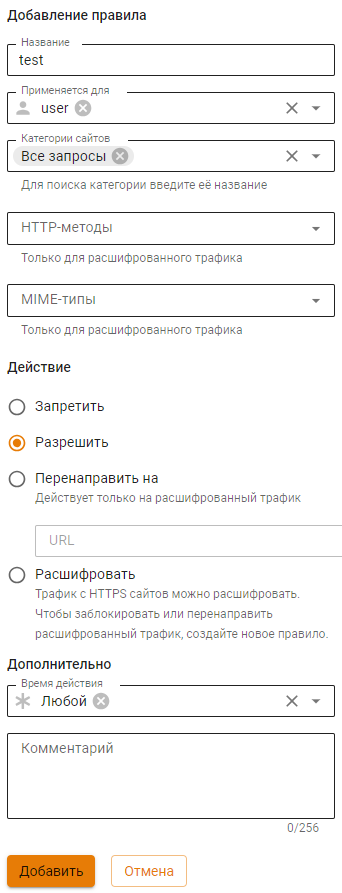 Добавление правила
Название
test
Применяется для
user
Категории сайтов
Все запросы
Для поиска категории введите её название
HTTP-методы
Только для расшифрованного трафика
MIME-типы
Только для расшифрованного трафика
Действие
Запретить
Разрешить
Перенаправить на
Действует только на расшифрованный трафик
URL
Расшифровать
Трафик с HTTPS сайтов можно расшифровать.
Чтобы заблокировать или перенаправить
расшифрованный трафик, создайте новое правило.
Дополнительно
Время действия
Любой
Комментарий
0/256
Добавить
Отмена